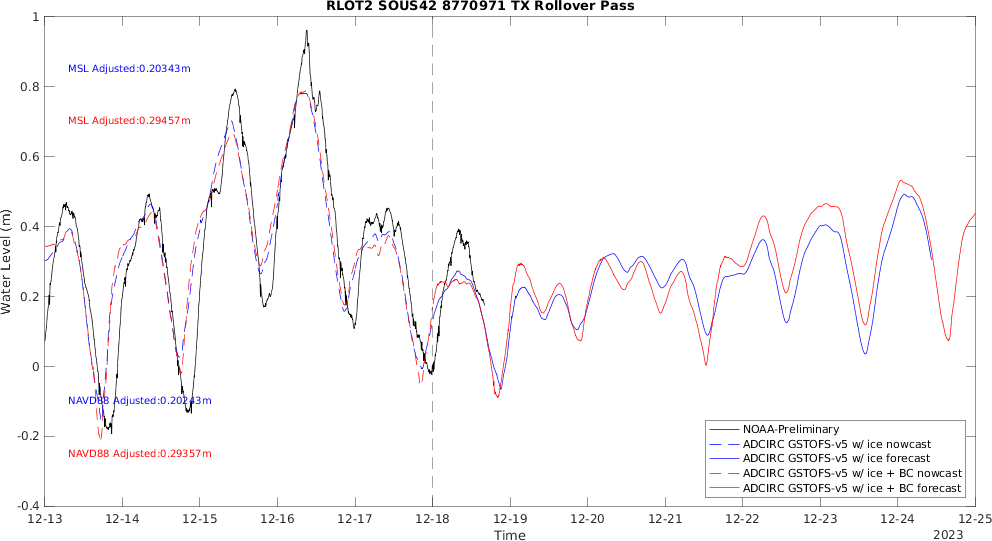 RLOT2 SOUS42 8770971 TX Rollover Pass
1
0.8
0.6
0.4
0.2
0
-0.2
-0.4
Water Level (m)
MSL Adjusted:0.20343m
MSL Adjusted:0.29457m
NAVD88 Adjusted:0.20243m
NAVD88 Adjusted:0.29357m
NOAA-Preliminary
ADCIRC GSTOFS-v5 w/ ice nowcast
ADCIRC GSTOFS-v5 w/ ice forecast
ADCIRC GSTOFS-v5 w/ ice + BC nowcast
ADCIRC GSTOFS-v5 w/ ice + BC forecast
12-13 12-14 12-15 12-16 12-17 12-18 12-19 12-20 12-21 12-22 12-23 12-24 12-25
Time
2023